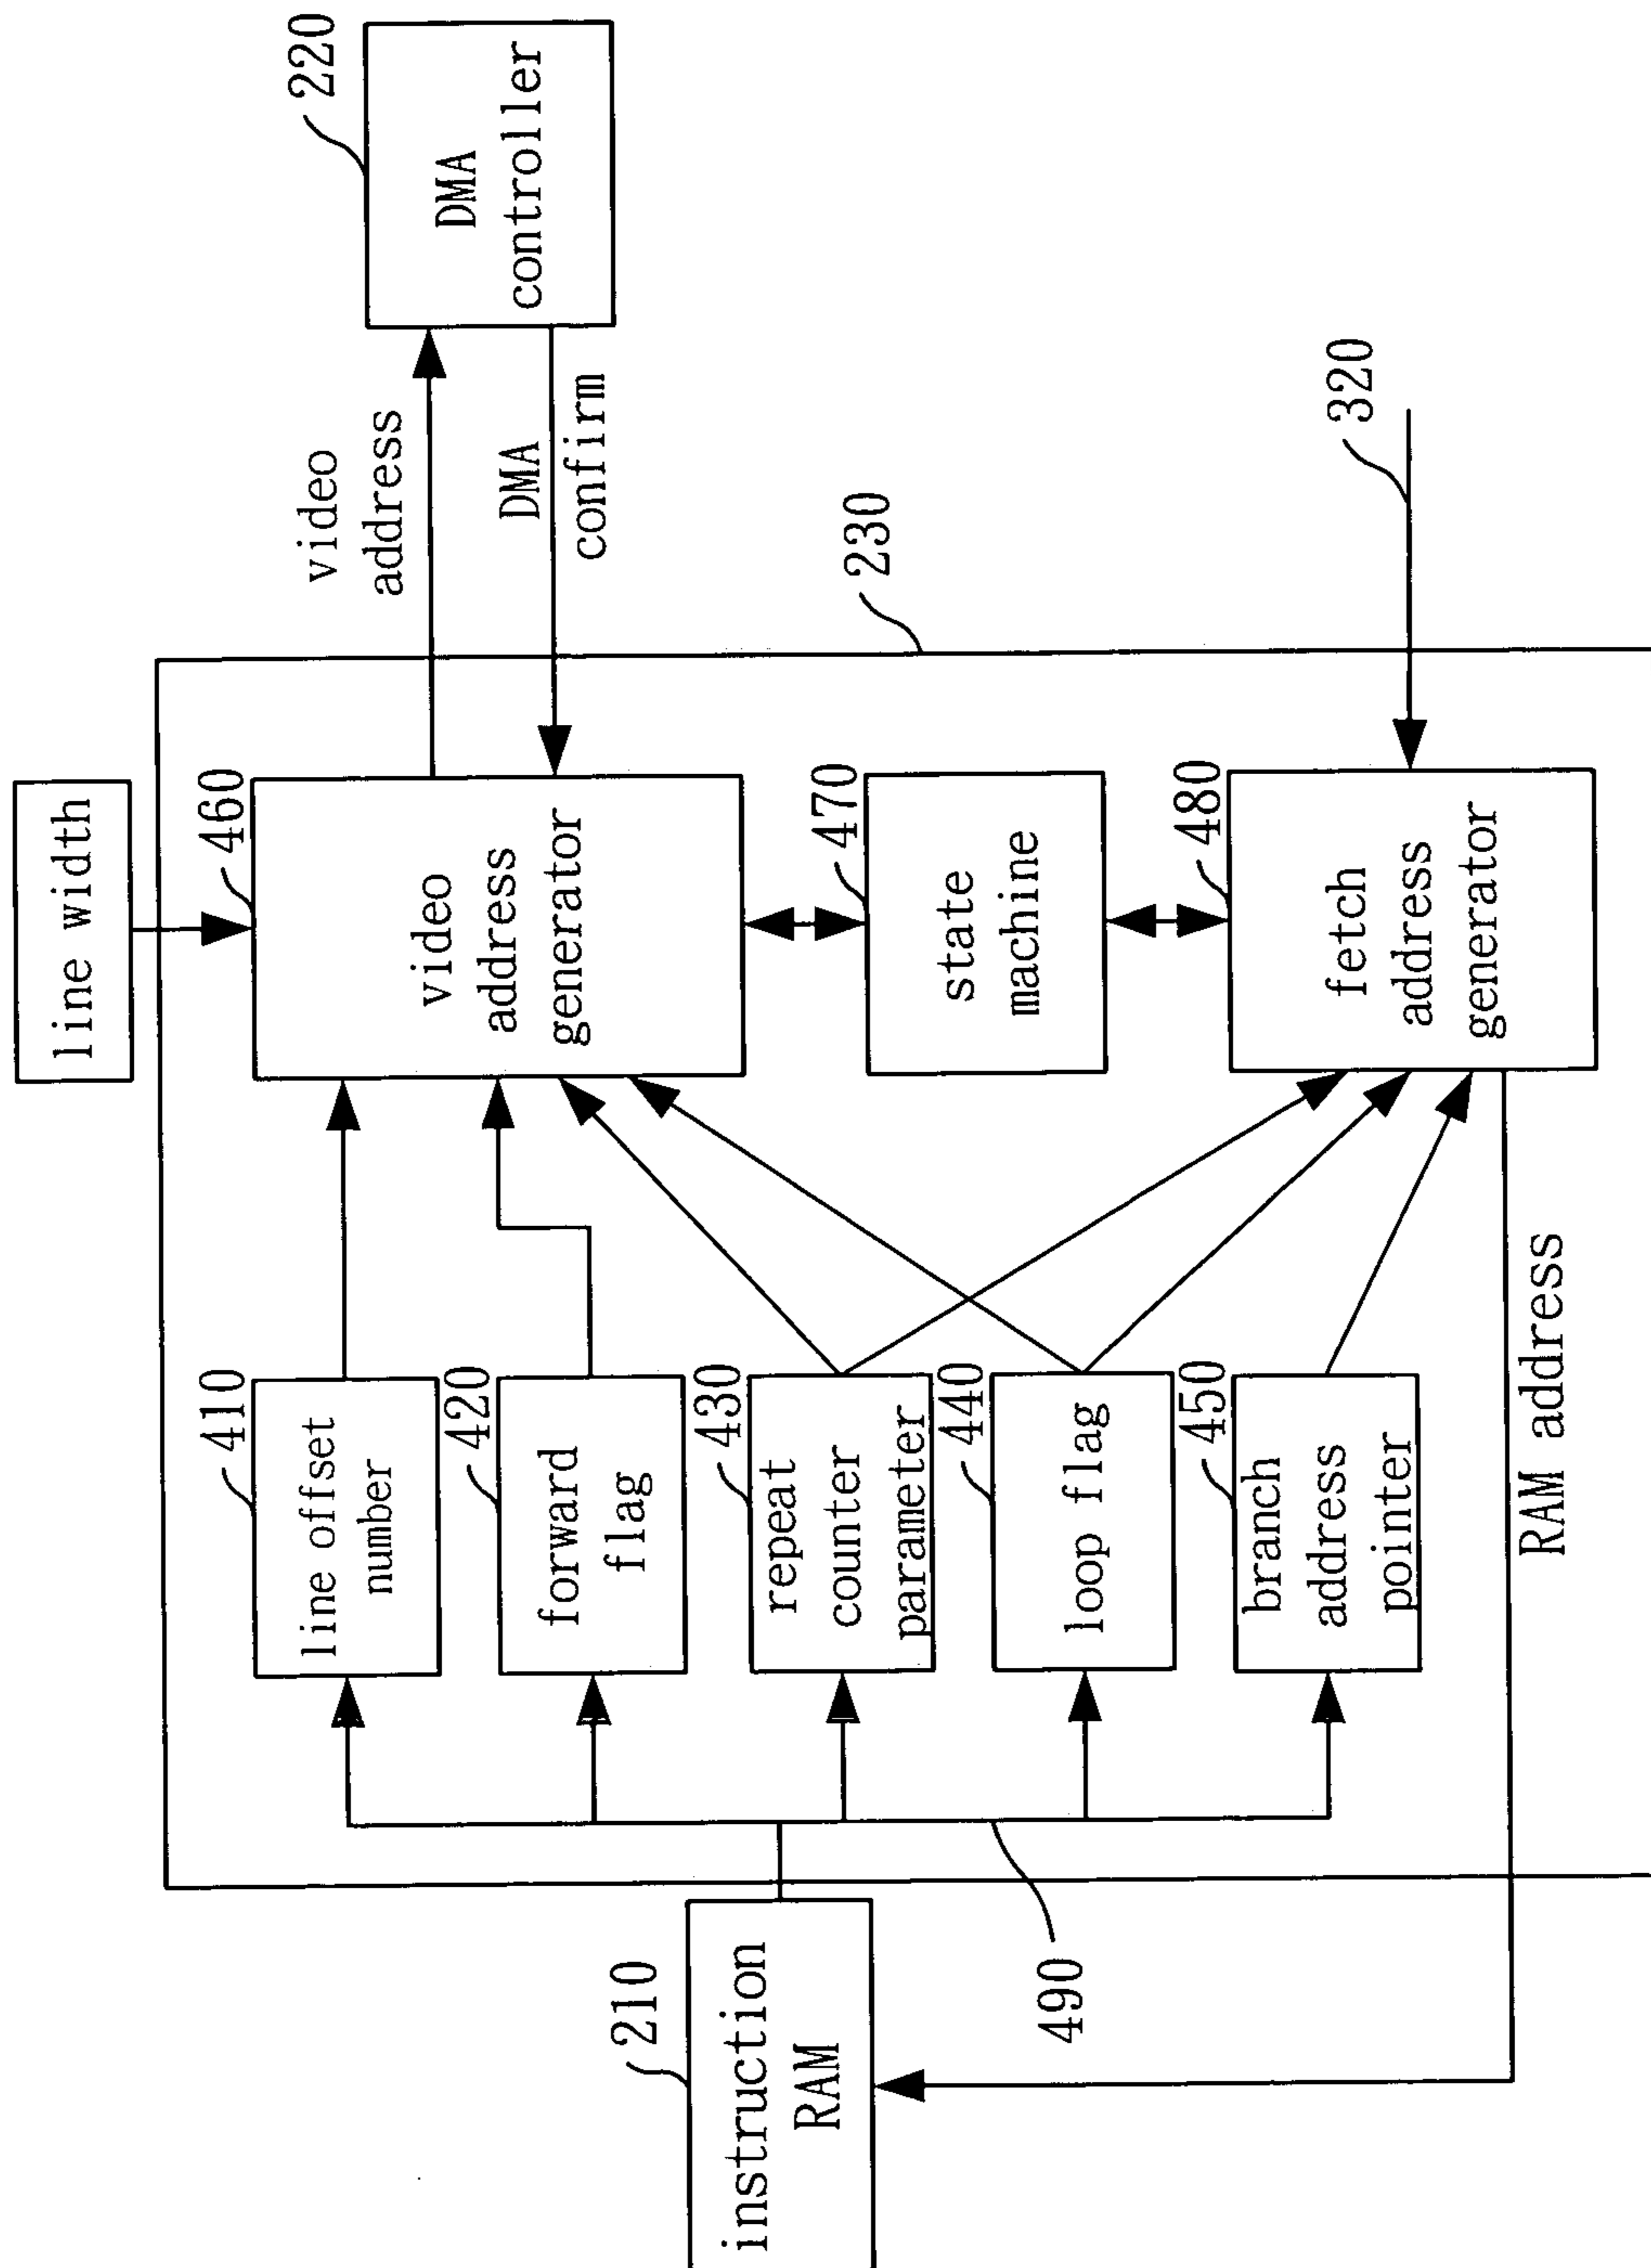 line width
460
video
address
generator
470
state
machine
480
fetch
address
generator
video
address
DMA
confirm
220
DMA
controller
230
320
410
line offset
number
420
forward
flag
430
repeat
counter
parameter
440
loop flag
450
branch
address
pointer
RAM address
210
instruction
RAM
490